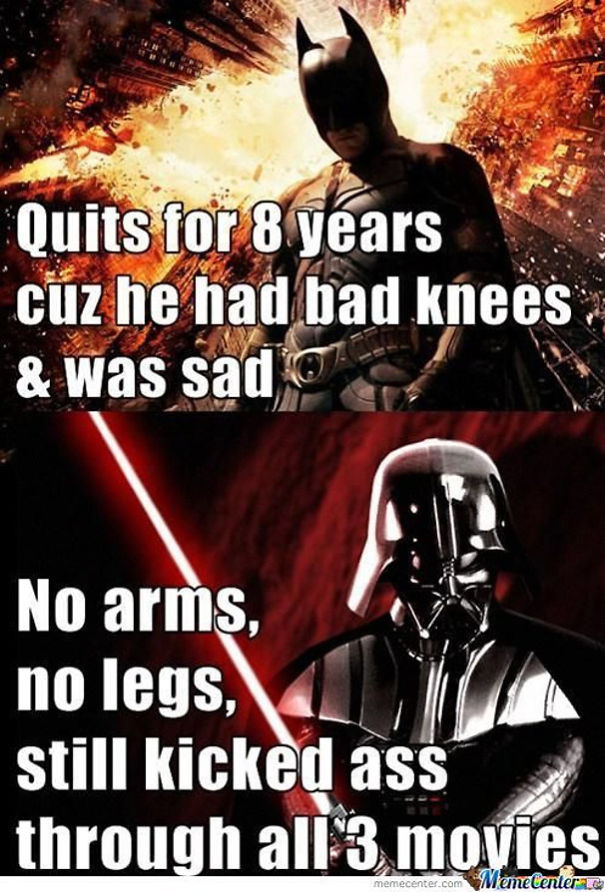 Quits for 8 years
cuz he had bad knees
& was sad
No arms,
no legs,
still kicked ass
through all 3 movies
memecenter.com MemeCenter